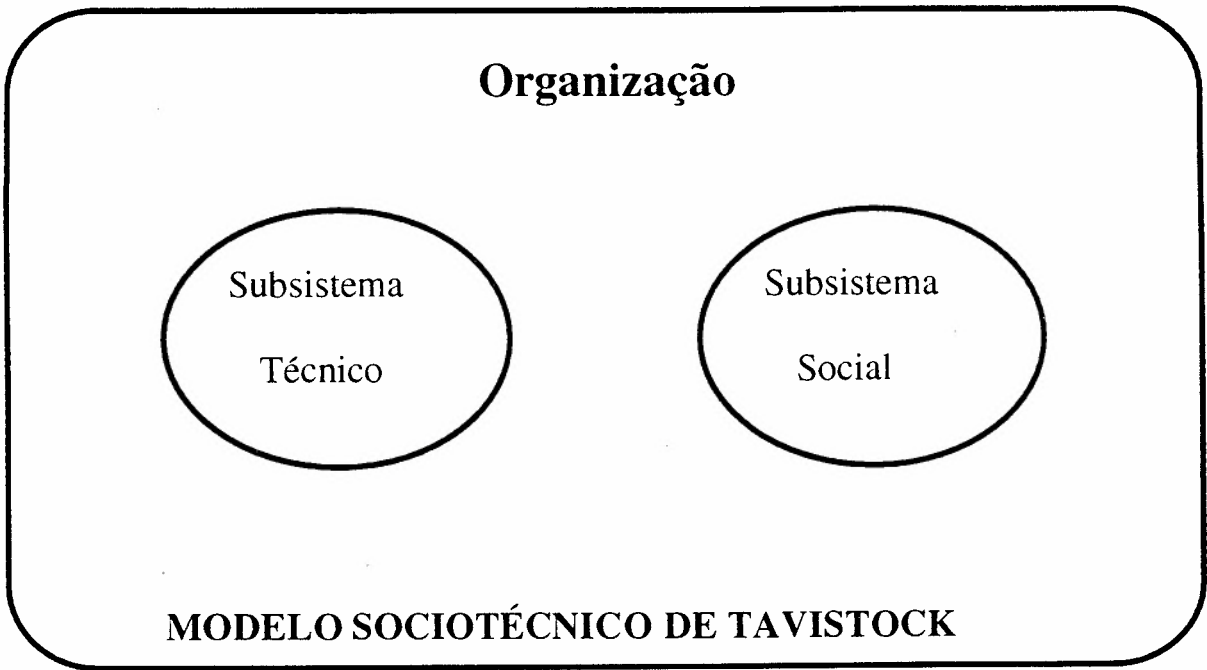 Organização
Subsistema
Técnico
Subsistema
Social
MODELO SOCIOTÉCNICO DE TAVISTOCK